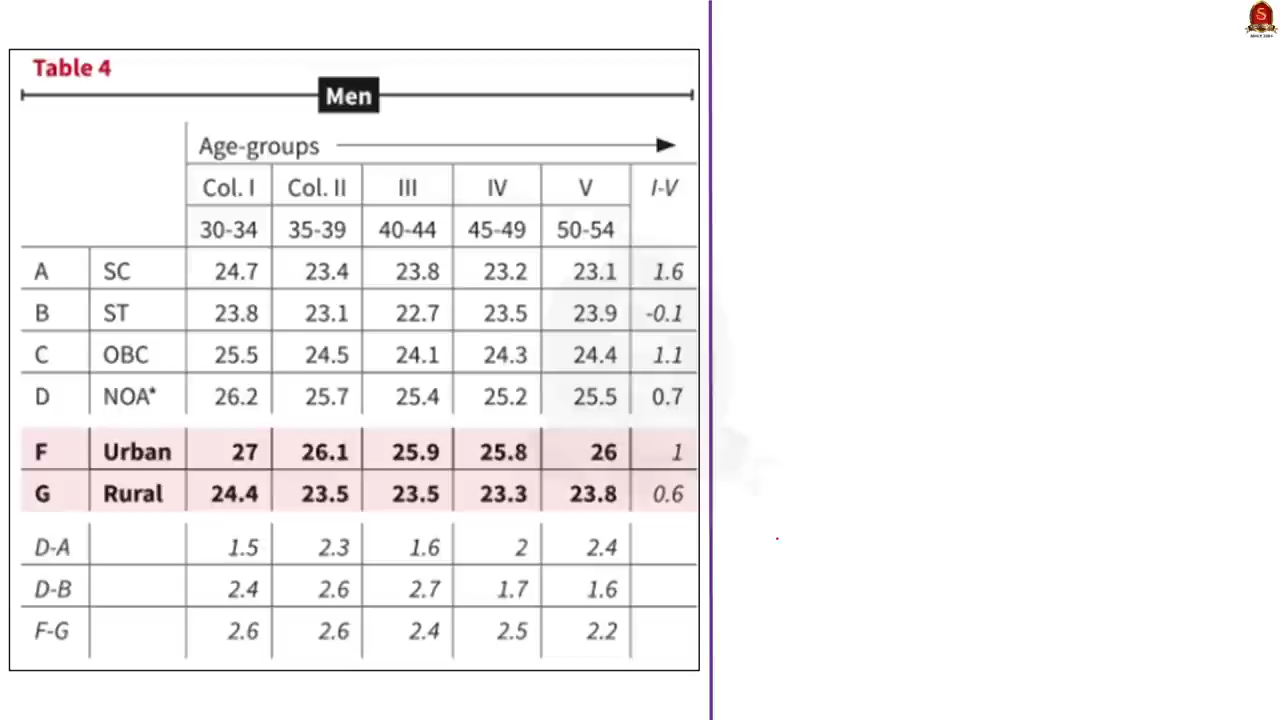 Table 4
Men
Age-groups
Col. I Col. II III IV V I-V
30-34 35-39 40-44 45-49 50-54
A SC 24.7 23.4 23.8 23.2 23.1 1.6
B ST 23.8 23.1 22.7 23.5 23.9 -0.1
C OBC 25.5 24.5 24.1 24.3 24.4 1.1
D NOA* 26.2 25.7 25.4 25.2 25.5 0.7
F Urban 27 26.1 25.9 25.8 26 1
G Rural 24.4 23.5 23.5 23.3 23.8 0.6
D-A 1.5 2.3 1.6 2 2.4
D-B 2.4 2.6 2.7 1.7 1.6
F-G 2.6 2.6 2.4 2.5 2.2